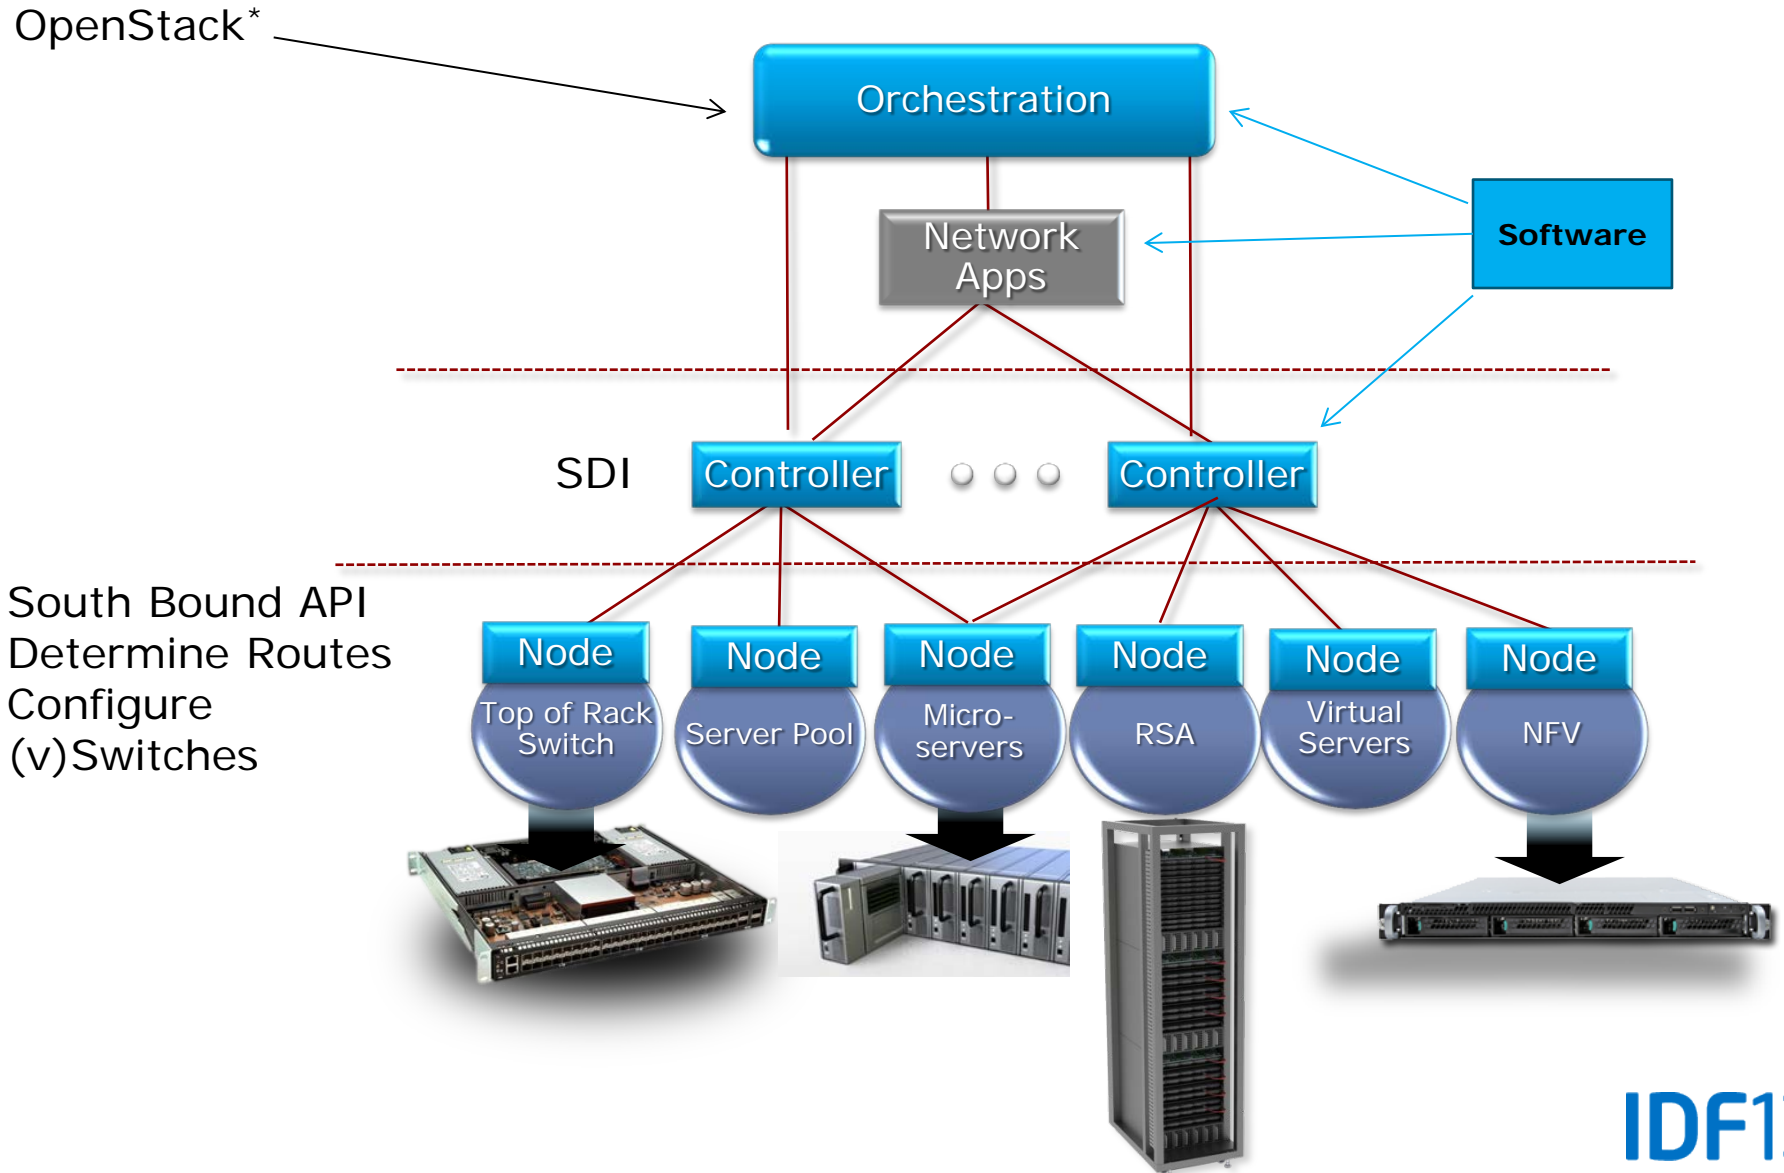 OpenStack*
Orchestration
Network
Apps
Software
SDI
Controller
Controller
South Bound API
Determine Routes
Configure
(v)Switches
Node
Node
Node
Node
Node
Node
Top of Rack
Switch
Server Pool
Micro-
servers
RSA
Virtual
Servers
NFV
IDF1